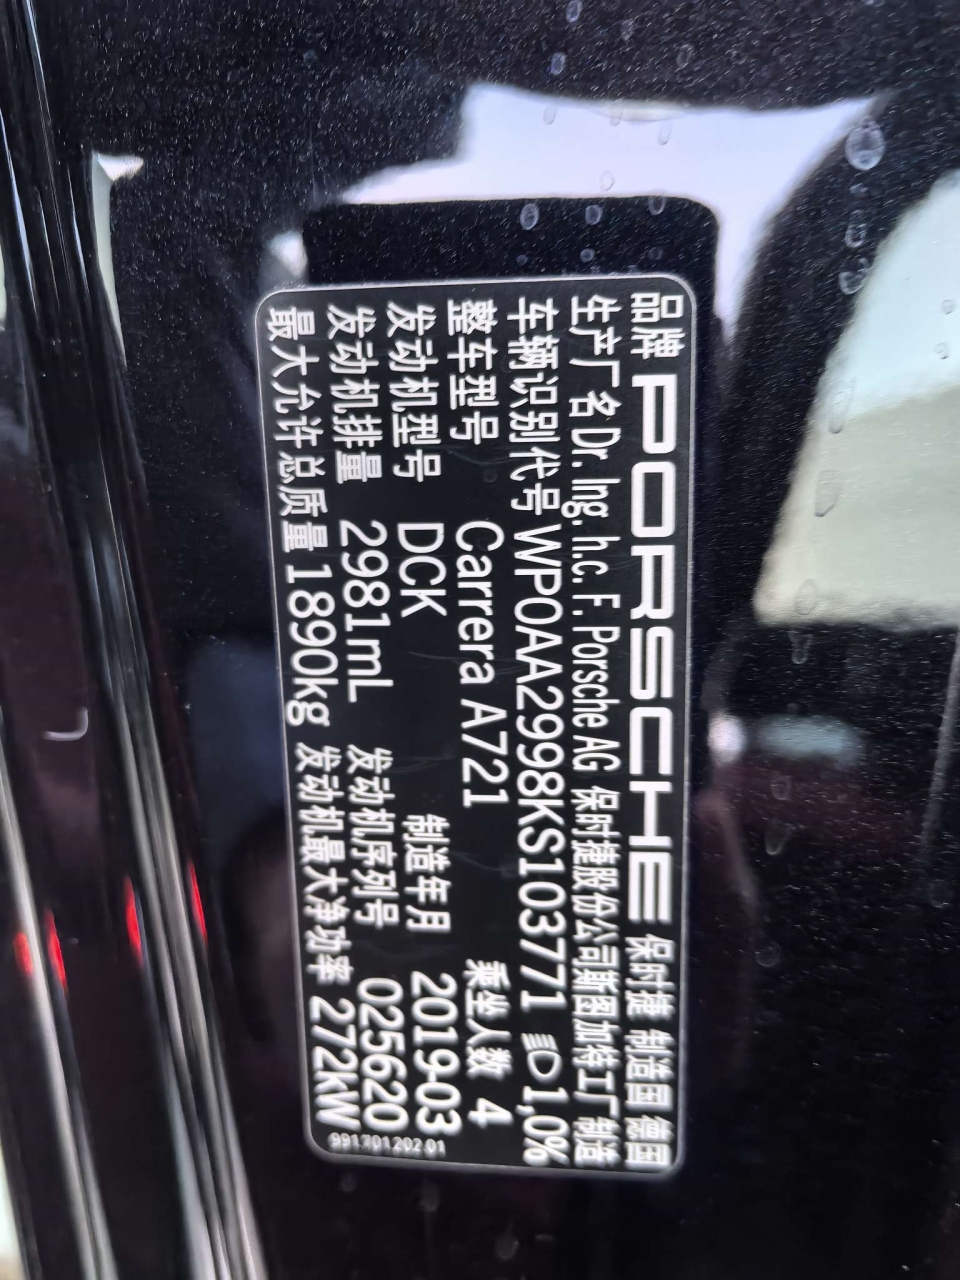 品牌 PORSCHE 保时捷 制造国 德国
生产厂名 Dr. Ing. h.c. F. Porsche AG 保时捷股份公司斯图加特工厂制造
车辆识别代号 WP0AA2998KS103771 1,0%
整车型号 Carrera A721 乘坐人数 4
发动机型号 DCK 制造年月 2019-03
发动机排量 2981mL 发动机序列号 025620
最大允许总质量 1890kg 发动机最大净功率 272kW
991.701.202.01